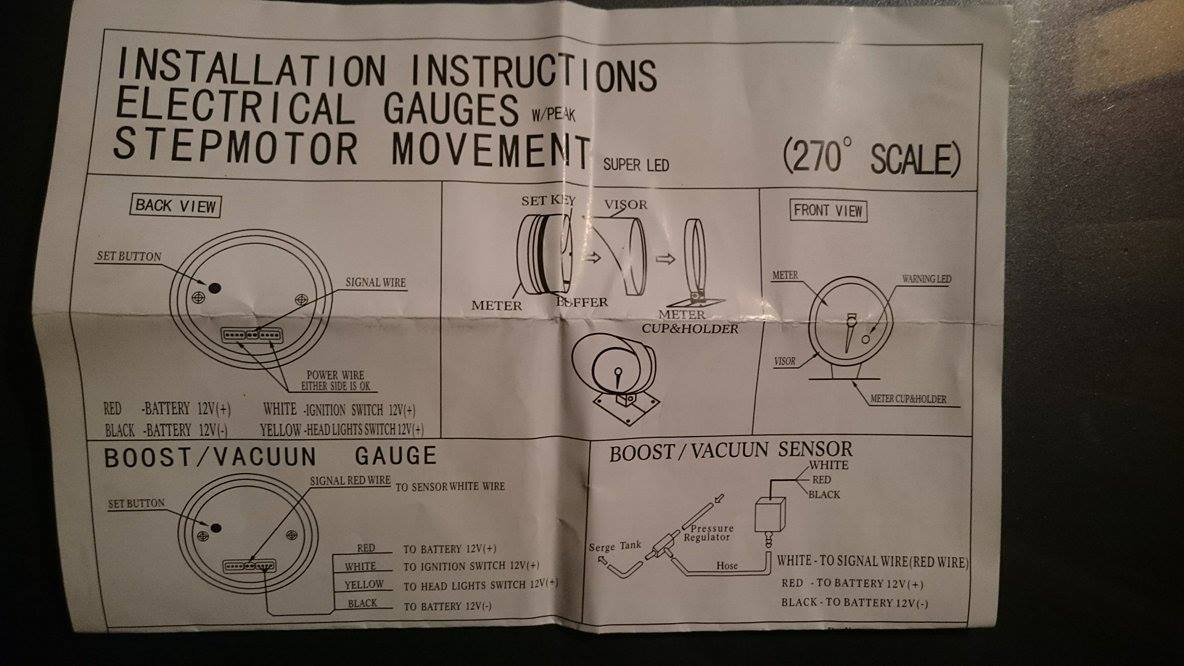 INSTALLATION INSTRUCTIONS
ELECTRICAL GAUGES W/PEAK
STEPMOTOR MOVEMENT SUPER LED (270° SCALE)
BACK VIEW
SET BUTTON
SIGNAL WIRE
POWER WIRE
EITHER SIDE IS OK
RED -BATTERY 12V(+) WHITE -IGNITION SWITCH 12V(+)
BLACK -BATTERY 12V(-) YELLOW -HEAD LIGHTS SWITCH 12V(+)
SET KEY VISOR
METER BUFFER
METER
CUP&HOLDER
FRONT VIEW
METER WARNING LED
VISOR
METER CUP&HOLDER
BOOST/VACUUN GAUGE
SIGNAL RED WIRE TO SENSOR WHITE WIRE
SET BUTTON
RED TO BATTERY 12V(+)
WHITE TO IGNITION SWITCH 12V(+)
YELLOW TO HEAD LIGHTS SWITCH 12V(+)
BLACK TO BATTERY 12V(-)
BOOST/VACUUN SENSOR
WHITE
RED
BLACK
Pressure
Regulator
Serge Tank
Hose
WHITE - TO SIGNAL WIRE(RED WIRE)
RED - TO BATTERY 12V(+)
BLACK - TO BATTERY 12V(-)